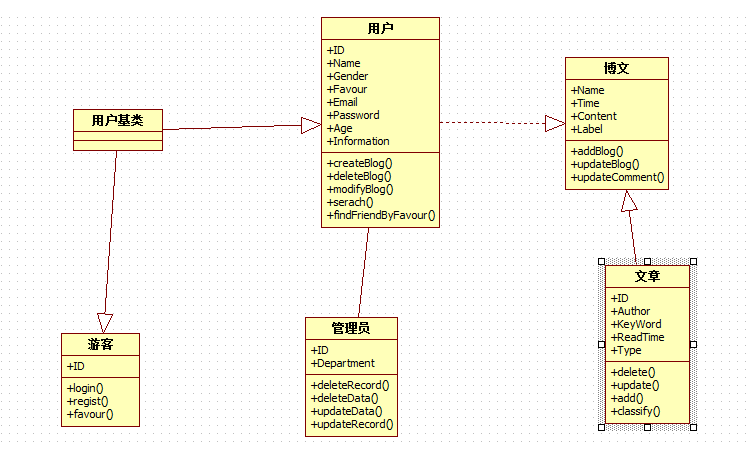 用户
+ID
+Name
+Gender
+Favour
+Email
+Password
+Age
+Information
+createBlog()
+deleteBlog()
+modifyBlog()
+serach()
+findFriendByFavour()
博文
+Name
+Time
+Content
+Label
+addBlog()
+updateBlog()
+updateComment()
用户基类
游客
+ID
+login()
+regist()
+favour()
管理员
+ID
+Department
+deleteRecord()
+deleteData()
+updateData()
+updateRecord()
文章
+ID
+Author
+KeyWord
+ReadTime
+Type
+delete()
+update()
+add()
+classify()